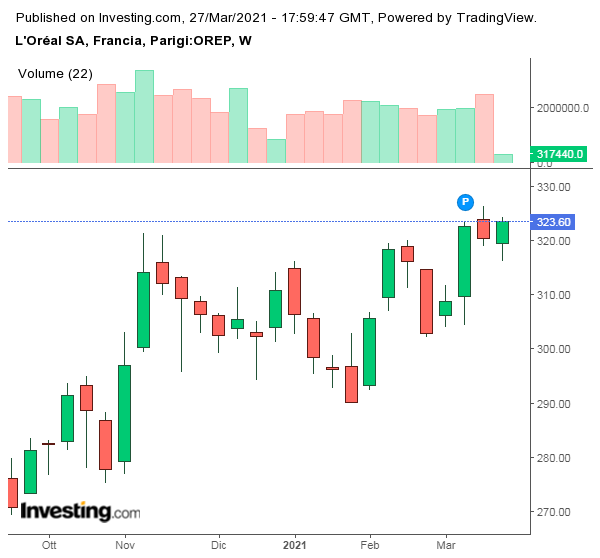 Published on Investing.com, 27/Mar/2021 - 17:59:47 GMT, Powered by TradingView.
L'Oréal SA, Francia, Parigi:OREP, W
Volume (22)
2000000.0
317440.0
0.0
330.00
P
323.60
320.00
310.00
300.00
290.00
280.00
270.00
Investing.com
Ott
Nov
Dic
2021
Feb
Mar